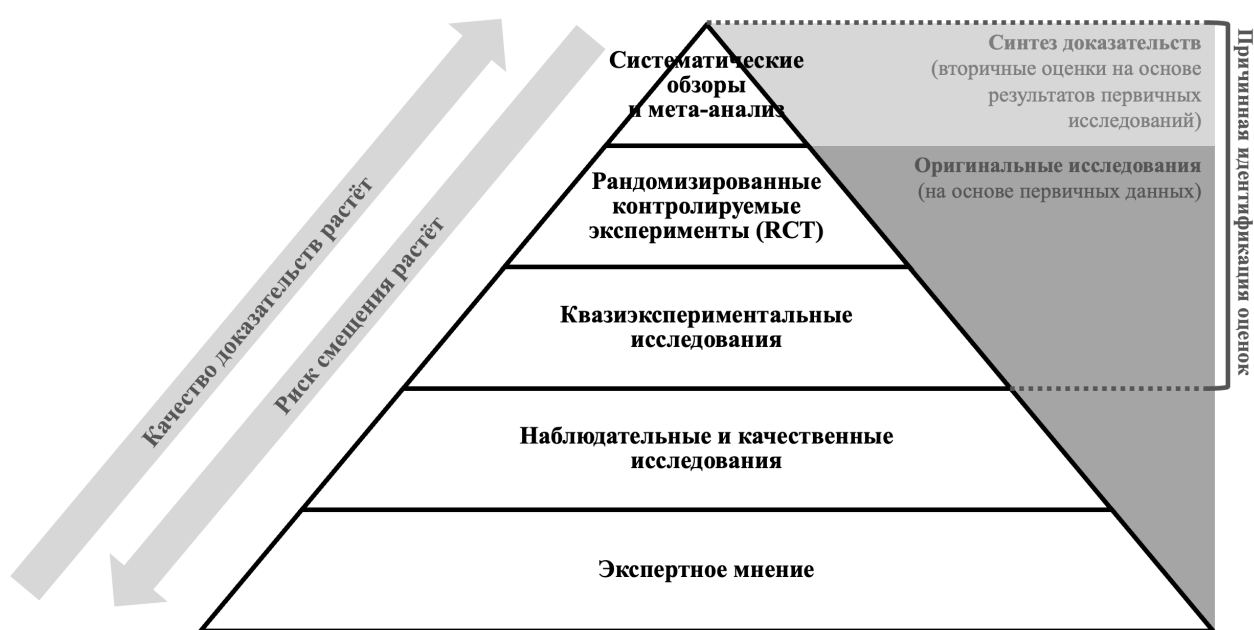 Систематические
обзоры
и мета-анализ
Синтез доказательств
(вторичные оценки на основе
результатов первичных
исследований)
Причинная идентификация оценок
Рандомизированные
контролируемые
эксперименты (RCT)
Оригинальные исследования
(на основе первичных данных)
Качество доказательств растёт
Риск смещения растёт
Квазиэкспериментальные
исследования
Наблюдательные и качественные
исследования
Экспертное мнение